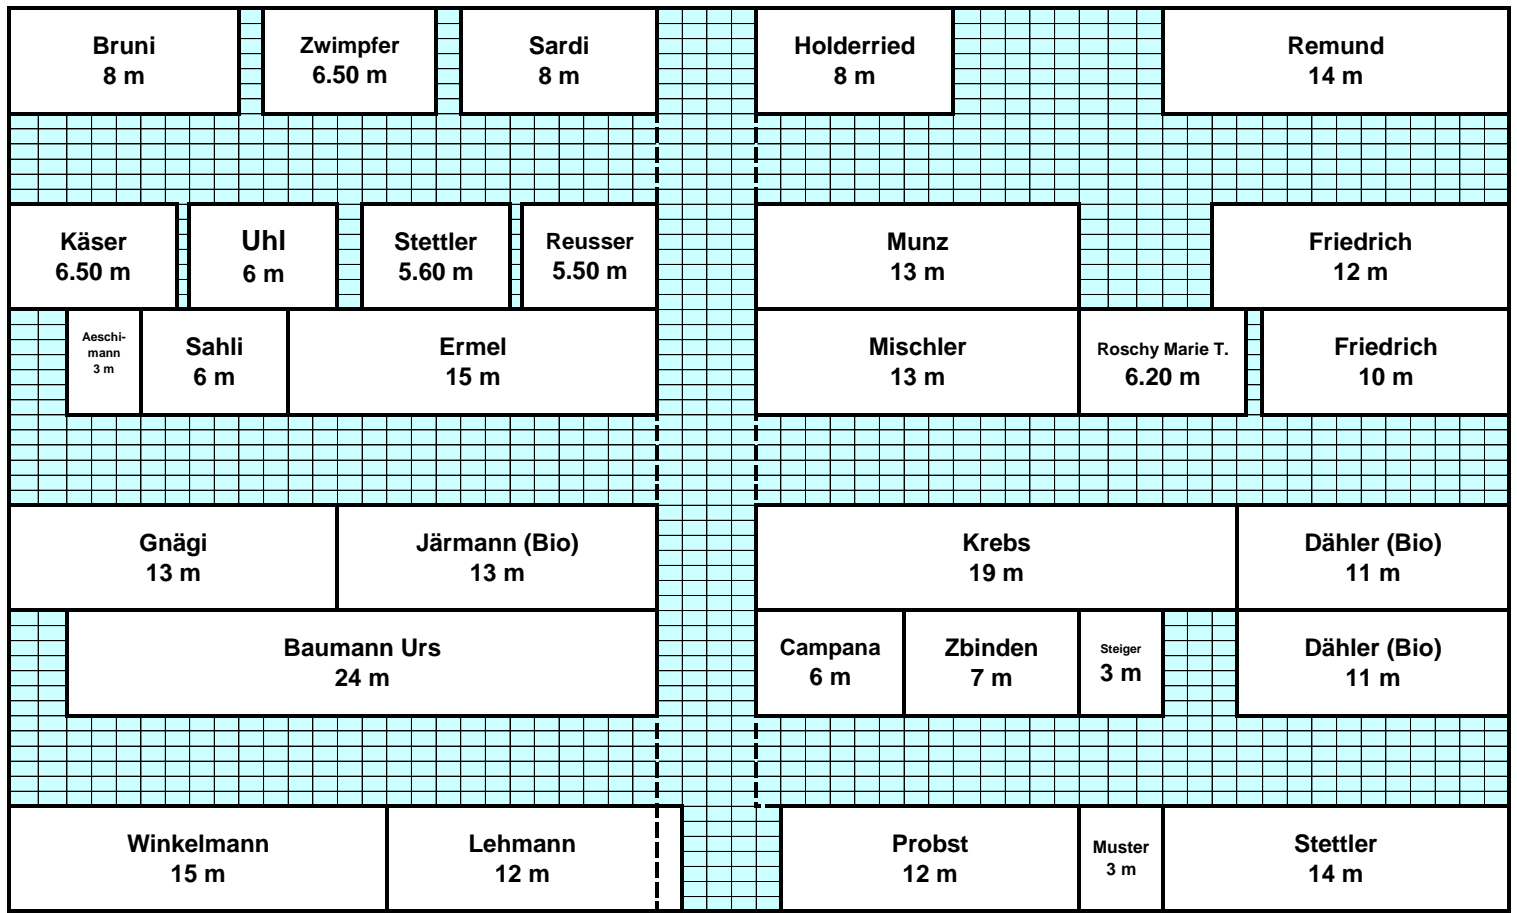 Bruni
8 m
Zwimpfer
6.50 m
Sardi
8 m
Holderried
8 m
Remund
14 m
Käser
6.50 m
Uhl
6 m
Stettler
5.60 m
Reusser
5.50 m
Munz
13 m
Friedrich
12 m
Aeschi-
mann
3 m
Sahli
6 m
Ermel
15 m
Mischler
13 m
Roschy Marie T.
6.20 m
Friedrich
10 m
Gnägi
13 m
Järmann (Bio)
13 m
Krebs
19 m
Dähler (Bio)
11 m
Baumann Urs
24 m
Campana
6 m
Zbinden
7 m
Steiger
3 m
Dähler (Bio)
11 m
Winkelmann
15 m
Lehmann
12 m
Probst
12 m
Muster
3 m
Stettler
14 m